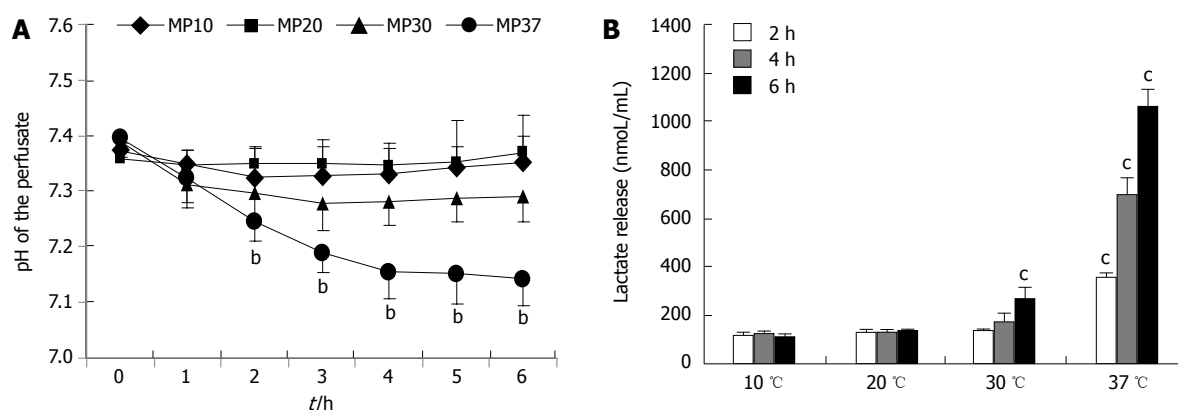 A
MP10 MP20 MP30 MP37
pH of the perfusate
7.6
7.5
7.4
7.3
7.2
7.1
7.0
b b b b b
0 1 2 3 4 5 6
t/h
B
2 h
4 h
6 h
Lactate release (nmoL/mL)
1400
1200
1000
800
600
400
200
0
c c c c
10 ℃ 20 ℃ 30 ℃ 37 ℃